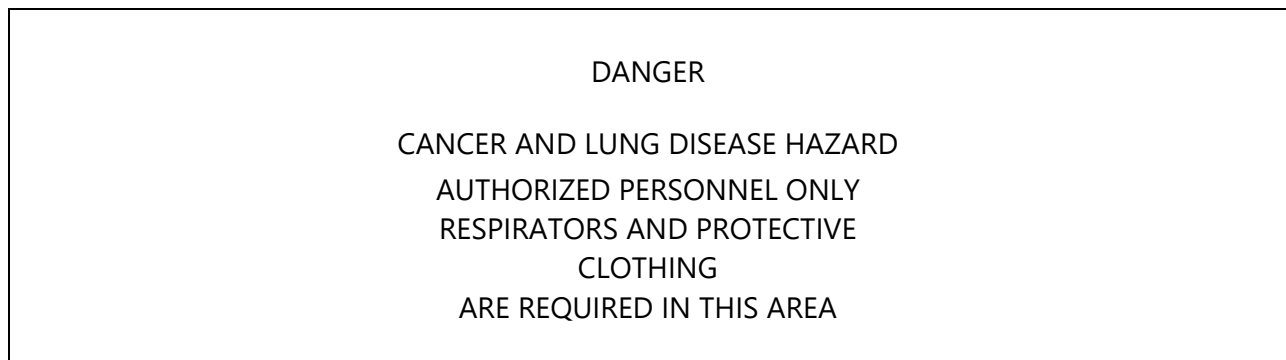 DANGER
CANCER AND LUNG DISEASE HAZARD
AUTHORIZED PERSONNEL ONLY
RESPIRATORS AND PROTECTIVE
CLOTHING
ARE REQUIRED IN THIS AREA